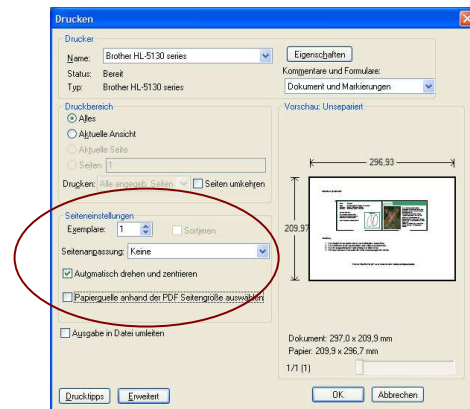 Drucken
Drucker
Name: Brother HL-5130 series
Eigenschaften
Status: Bereit
Kommentare und Formulare:
Typ: Brother HL-5130 series
Dokument und Markierungen
Druckbereich
Vorschau: Unsepariert
Alles
Aktuelle Ansicht
Aktuelle Seite
Seiten 1
Drucken: Alle angegeb. Seiten
Seiten umkehren
296,93
209,97
Seiteneinstellungen
Exemplare: 1
Sortieren
Seitenanpassung: Keine
Automatisch drehen und zentrieren
Papierquelle anhand der PDF Seitengröße auswählen
Ausgabe in Datei umleiten
Dokument: 297,0 x 209,9 mm
Papier: 209,9 x 296,7 mm
1/1 (1)
Drucktipps
Erweitert
OK
Abbrechen